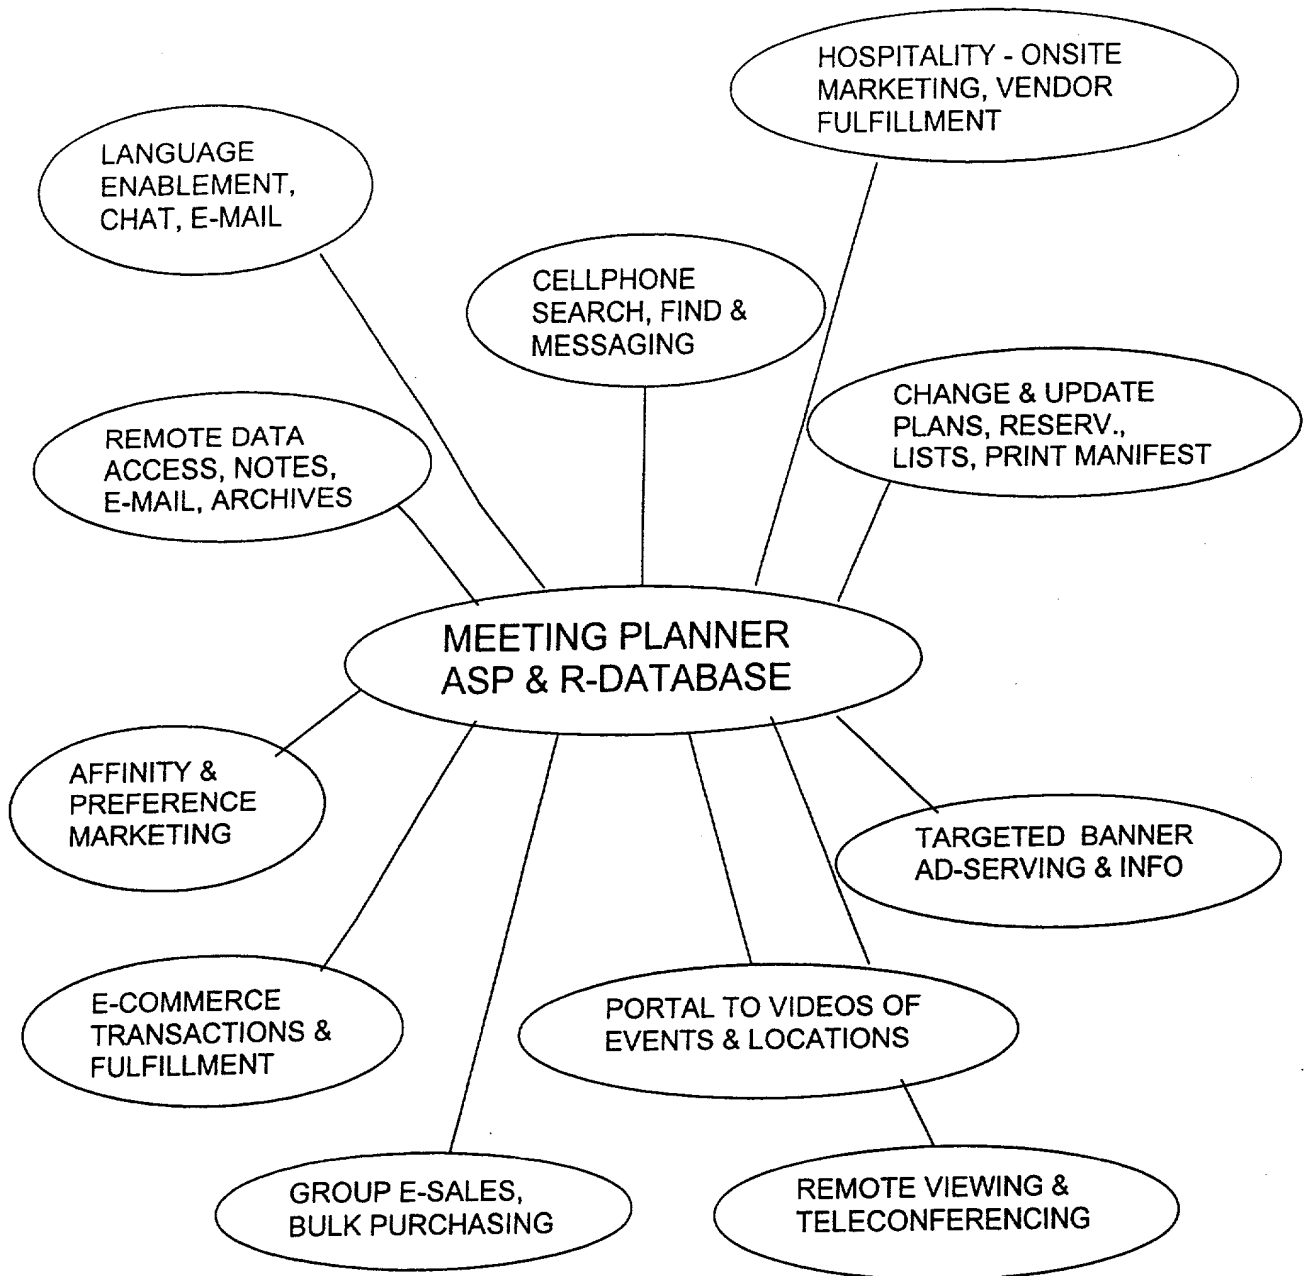 HOSPITALITY - ONSITE
MARKETING, VENDOR
FULFILLMENT
LANGUAGE
ENABLEMENT,
CHAT, E-MAIL
CELLPHONE
SEARCH, FIND &
MESSAGING
CHANGE & UPDATE
PLANS, RESERV.,
LISTS, PRINT MANIFEST
REMOTE DATA
ACCESS, NOTES,
E-MAIL, ARCHIVES
MEETING PLANNER
ASP & R-DATABASE
AFFINITY &
PREFERENCE
MARKETING
TARGETED BANNER
AD-SERVING & INFO
E-COMMERCE
TRANSACTIONS &
FULFILLMENT
PORTAL TO VIDEOS OF
EVENTS & LOCATIONS
GROUP E-SALES,
BULK PURCHASING
REMOTE VIEWING &
TELECONFERENCING